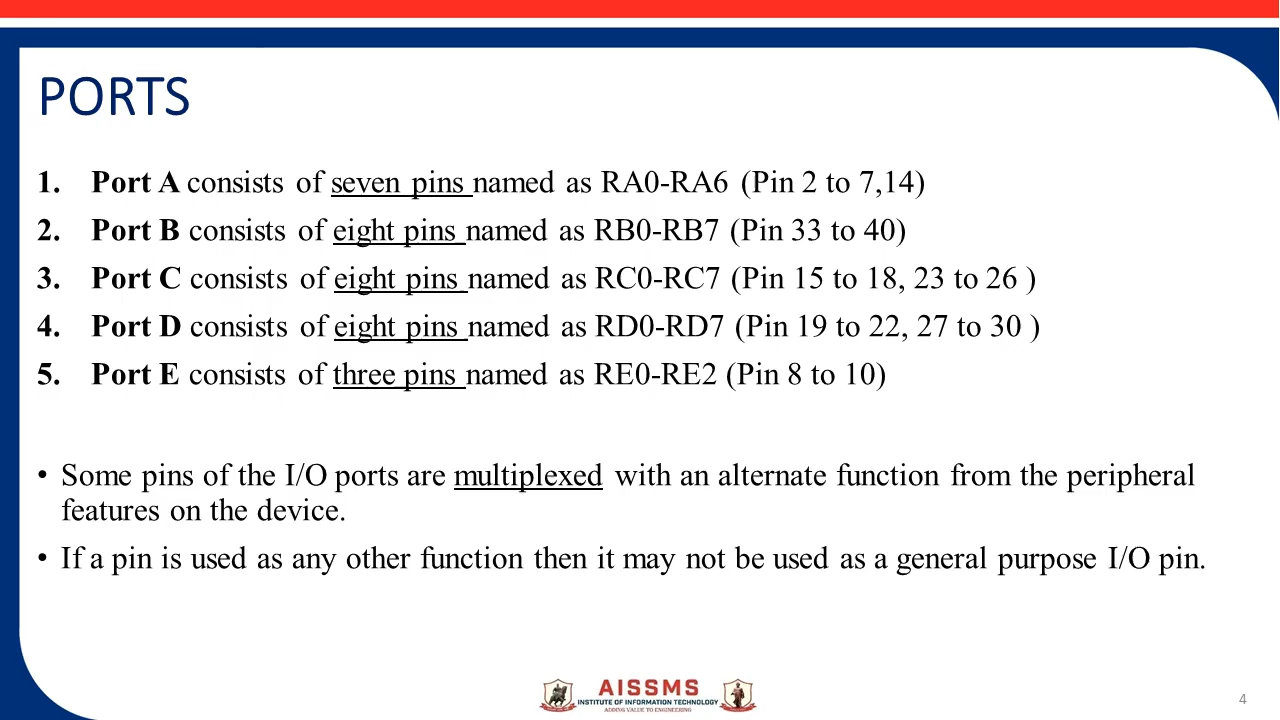 PORTS
1. Port A consists of seven pins named as RA0-RA6 (Pin 2 to 7,14)
2. Port B consists of eight pins named as RB0-RB7 (Pin 33 to 40)
3. Port C consists of eight pins named as RC0-RC7 (Pin 15 to 18, 23 to 26 )
4. Port D consists of eight pins named as RD0-RD7 (Pin 19 to 22, 27 to 30 )
5. Port E consists of three pins named as RE0-RE2 (Pin 8 to 10)
• Some pins of the I/O ports are multiplexed with an alternate function from the peripheral
features on the device.
• If a pin is used as any other function then it may not be used as a general purpose I/O pin.
AISSMS
INSTITUTE OF INFORMATION TECHNOLOGY
ADDING VALUE TO ENGINEERING
4